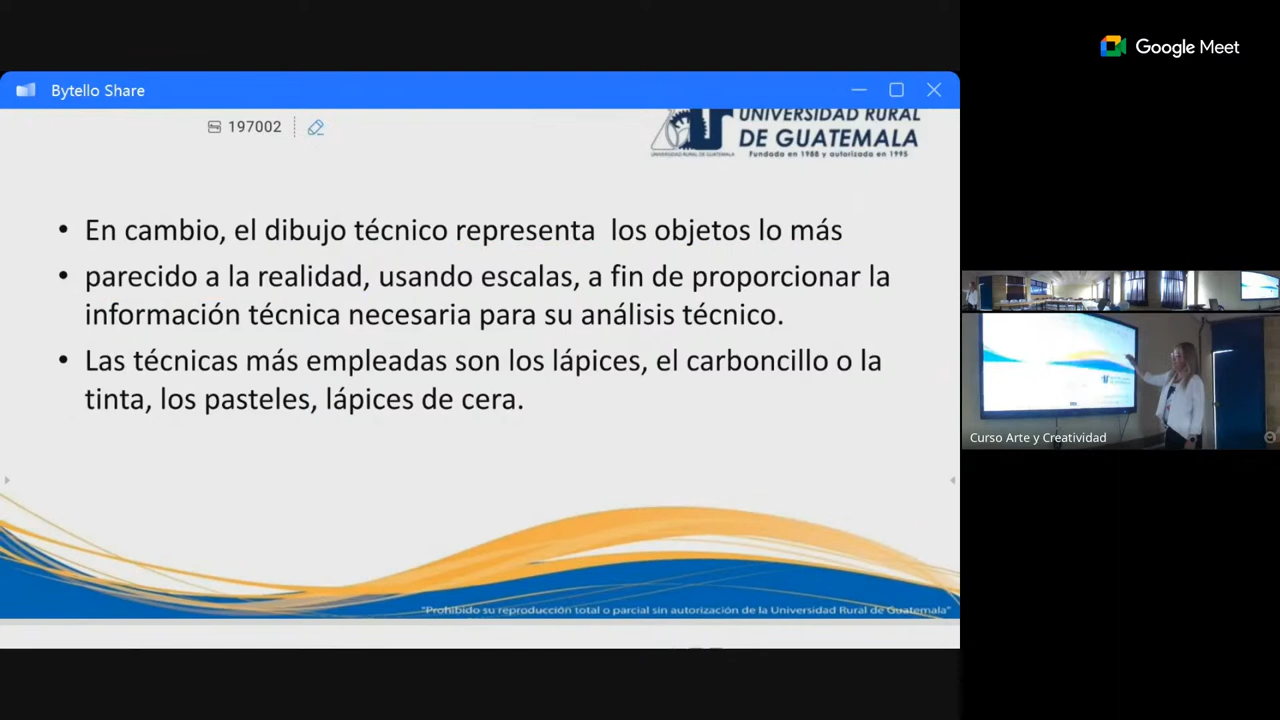 Google Meet
Bytello Share
197002
UNIVERSIDAD RURAL
DE GUATEMALA
Fundada en 1988 y autorizada en 1995
UNIVERSIDAD RURAL DE GUATEMALA
• En cambio, el dibujo técnico representa  los objetos lo más
• parecido a la realidad, usando escalas, a fin de proporcionar la
información técnica necesaria para su análisis técnico.
• Las técnicas más empleadas son los lápices, el carboncillo o la
tinta, los pasteles, lápices de cera.
"Prohibido su reproducción total o parcial sin autorización de la Universidad Rural de Guatemala"
Curso Arte y Creatividad